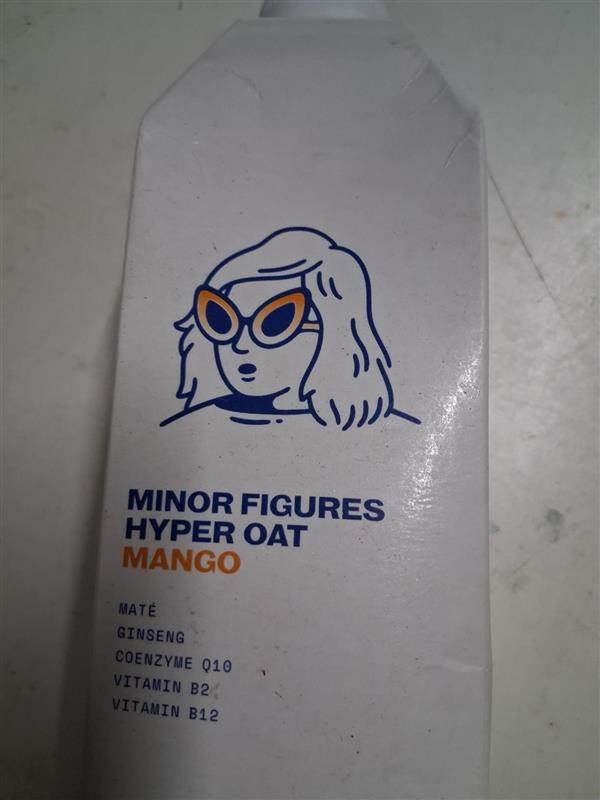 MINOR FIGURES
HYPER OAT
MANGO
MATÉ
GINSENG
COENZYME Q10
VITAMIN B2
VITAMIN B12